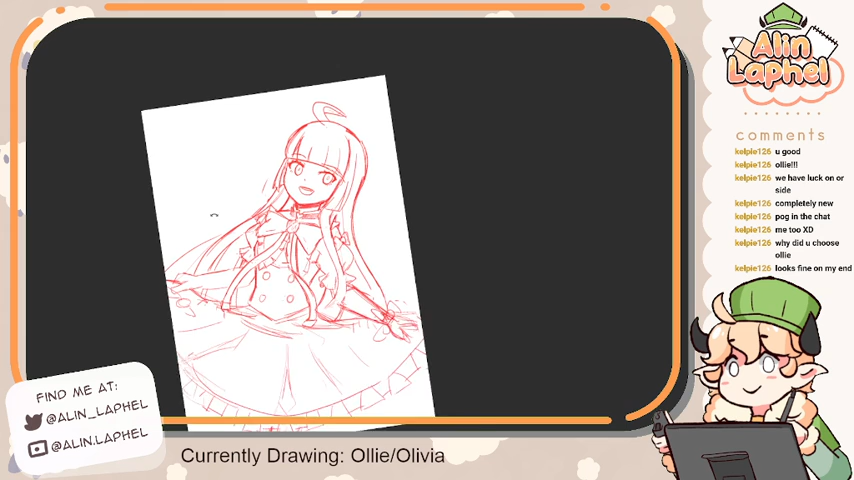 Alin
Laphel
comments
kelpie126 u good
kelpie126 ollie!!!
kelpie126 we have luck on or
side
kelpie126 completely new
kelpie126 pog in the chat
kelpie126 me too XD
kelpie126 why did u choose
ollie
kelpie126 looks fine on my end
FIND ME AT:
@ALIN_LAPHEL
@ALIN.LAPHEL
Currently Drawing: Ollie/Olivia